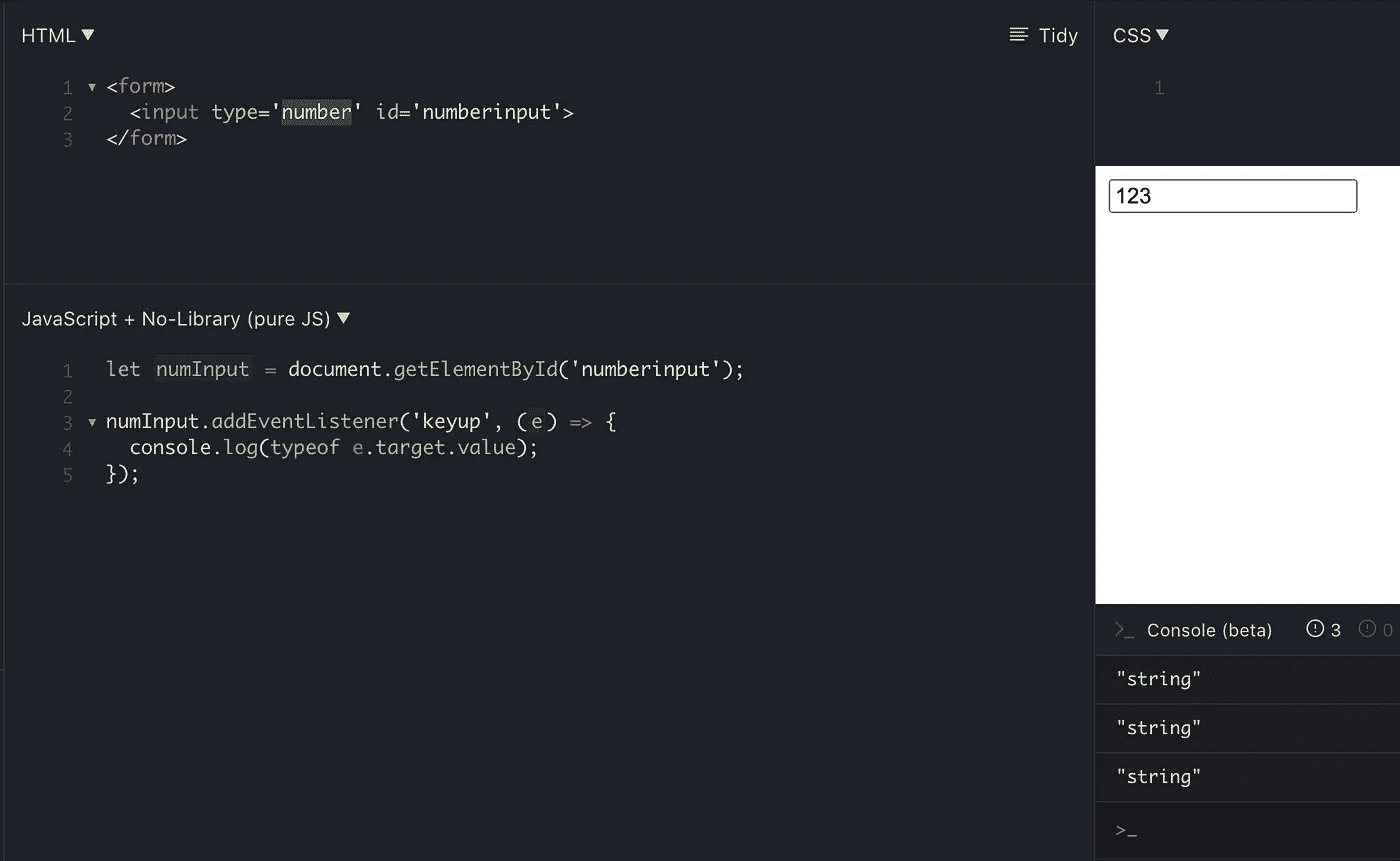 HTML ▼
Tidy
1 ▼ <form>
2 <input type='number' id='numberinput'>
3 </form>
JavaScript + No-Library (pure JS) ▼
1 let numInput = document.getElementById('numberinput');
2
3 ▼ numInput.addEventListener('keyup', (e) => {
4 console.log(typeof e.target.value);
5 });
CSS ▼
1
123
>_ Console (beta) 3 0
"string"
"string"
"string"
>_